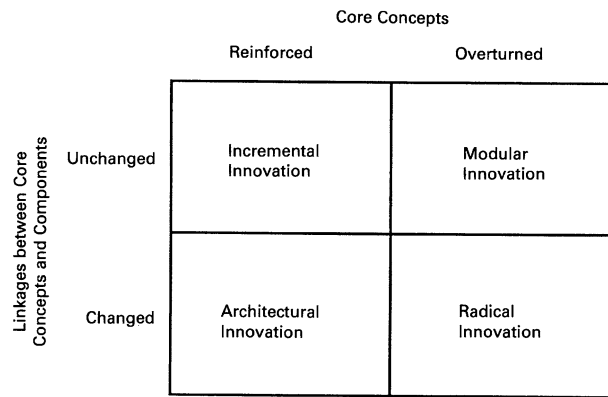 Core Concepts
Reinforced
Overturned
Linkages between Core
Concepts and Components
Unchanged
Incremental
Innovation
Modular
Innovation
Changed
Architectural
Innovation
Radical
Innovation